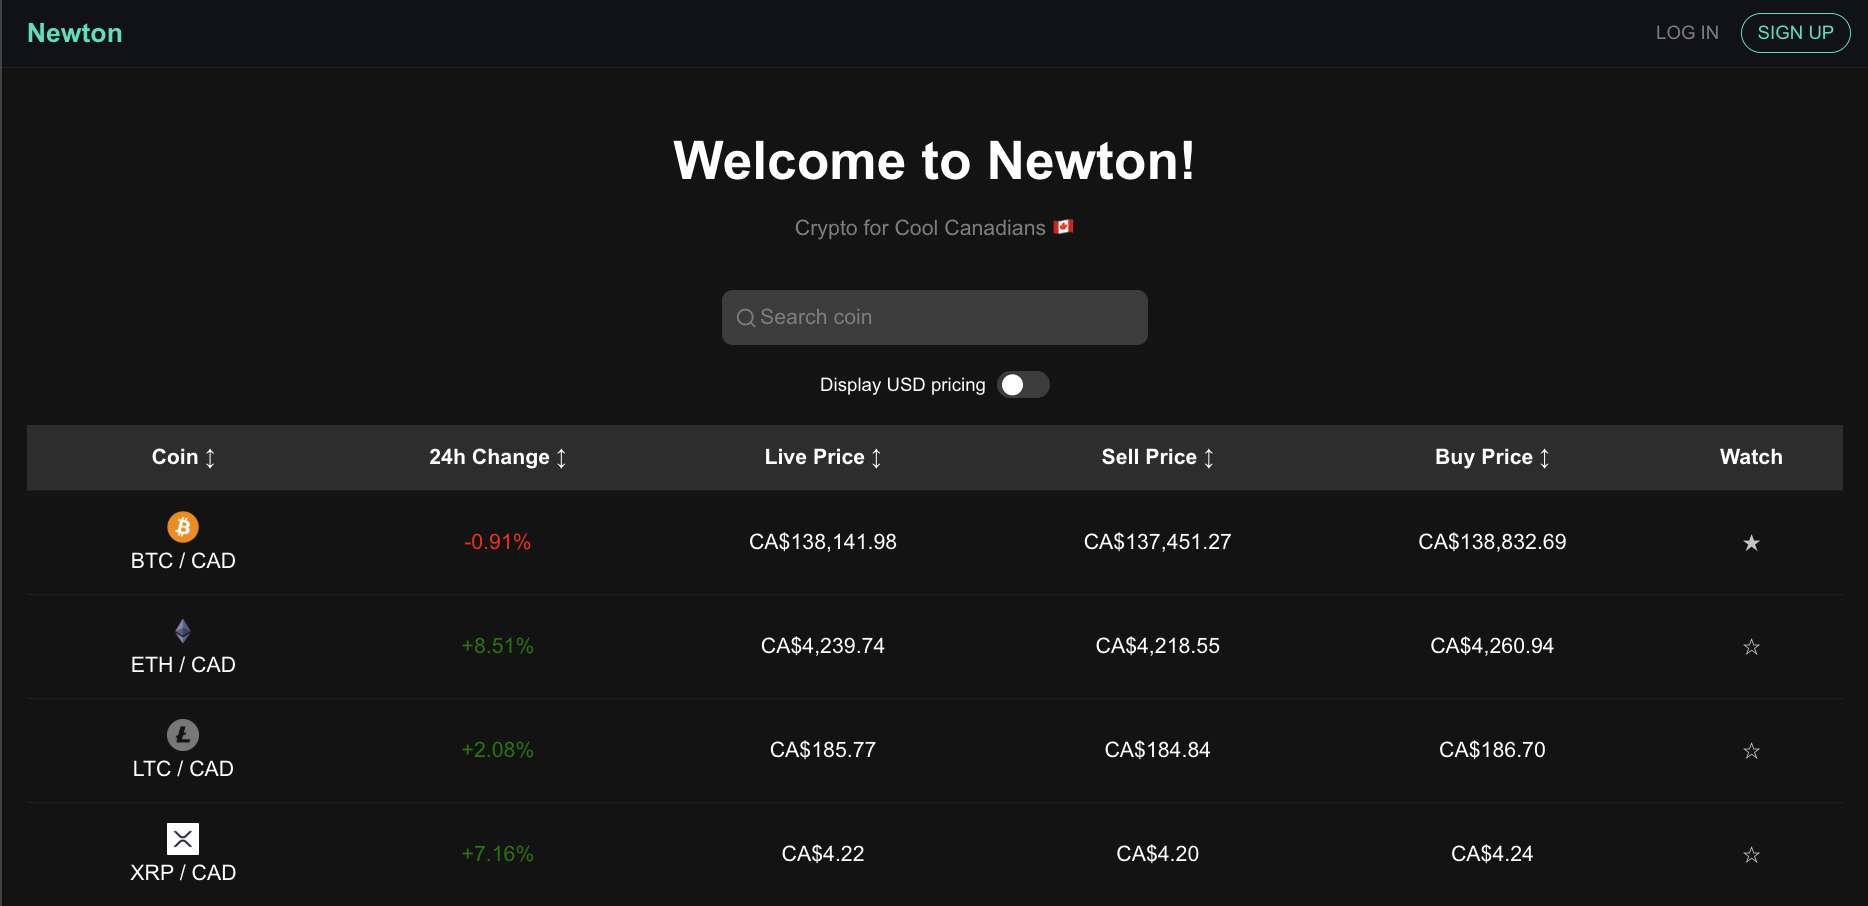 Newton
LOG IN
SIGN UP
Welcome to Newton!
Crypto for Cool Canadians 🇨🇦
Search coin
Display USD pricing
Coin ↕ 24h Change ↕ Live Price ↕ Sell Price ↕ Buy Price ↕ Watch
BTC / CAD -0.91% CA$138,141.98 CA$137,451.27 CA$138,832.69 ★
ETH / CAD +8.51% CA$4,239.74 CA$4,218.55 CA$4,260.94 ☆
LTC / CAD +2.08% CA$185.77 CA$184.84 CA$186.70 ☆
XRP / CAD +7.16% CA$4.22 CA$4.20 CA$4.24 ☆